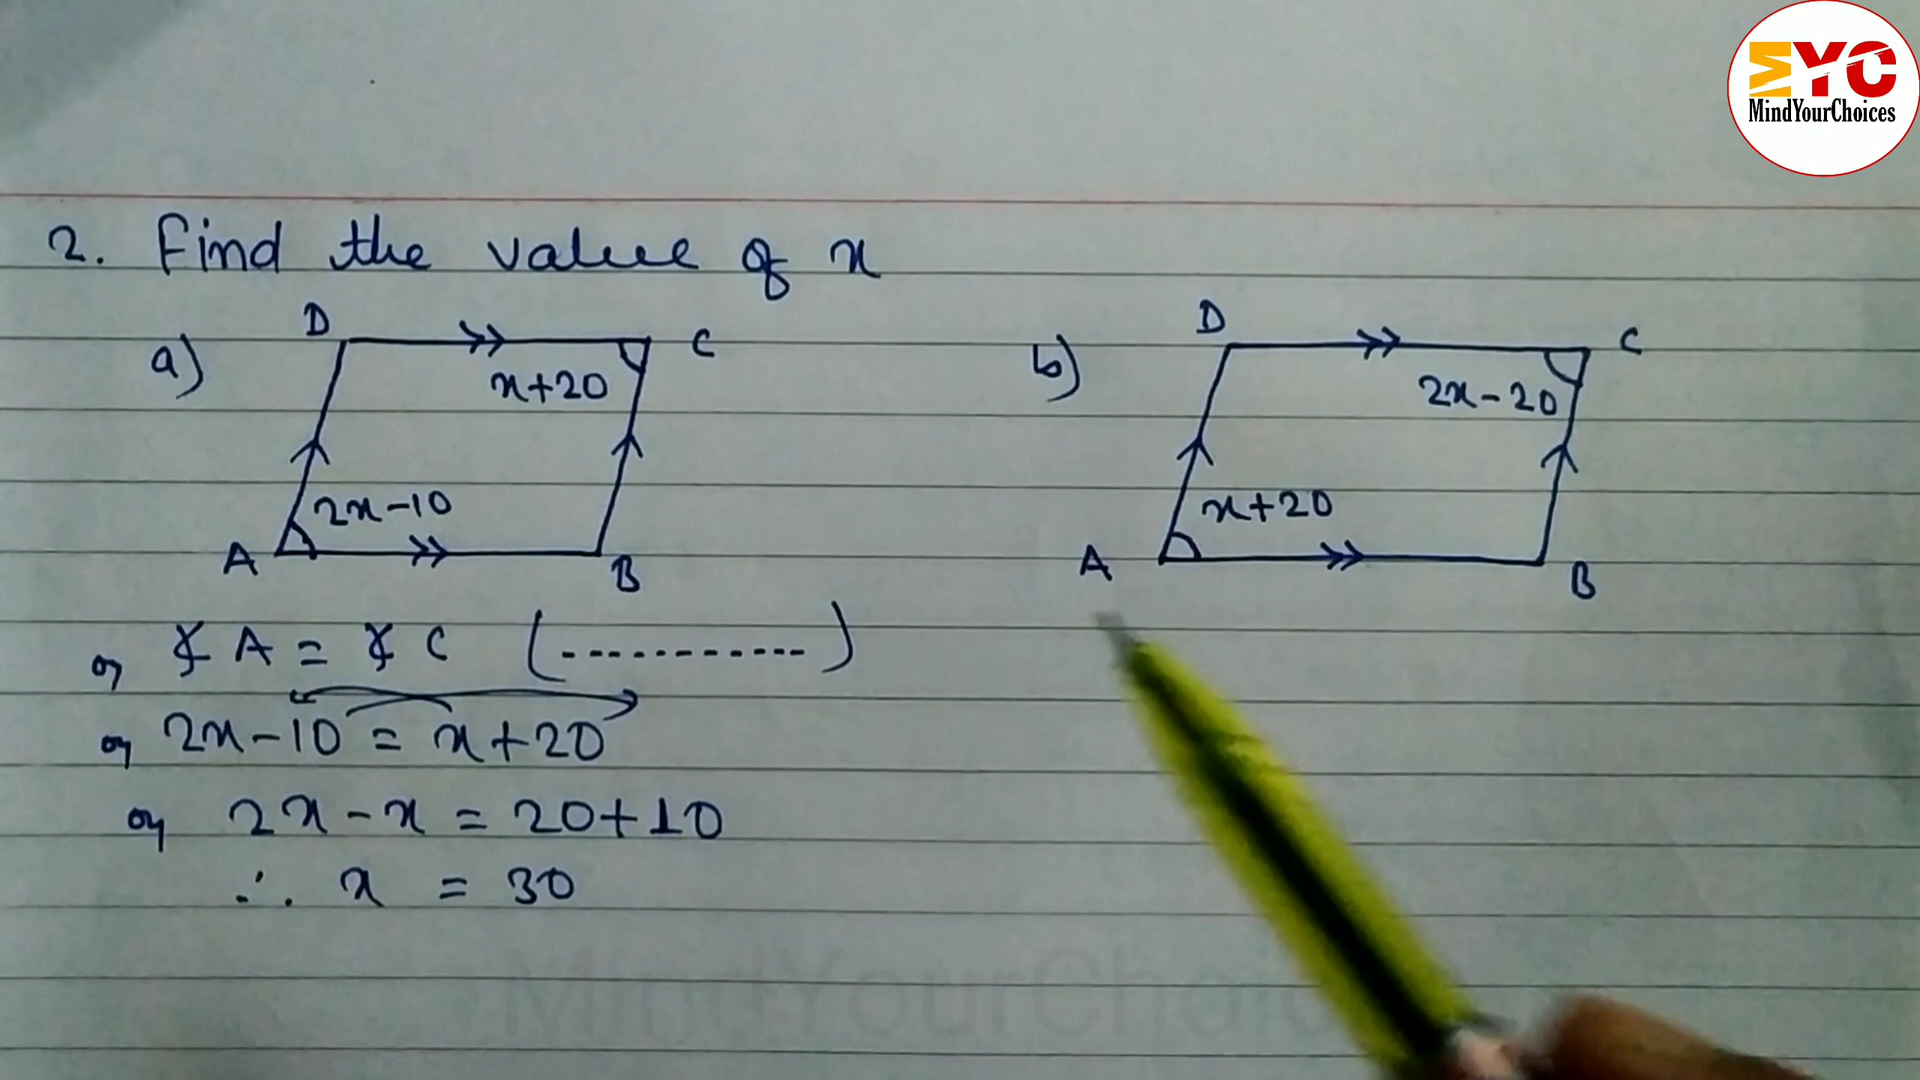 MYC
MindYourChoices
2. Find the value of x
a)
D
C
x+20
2x-10
A
B
b)
D
C
2x-20
x+20
A
B
or ∡A = ∡C (............)
or 2x-10 = x+20
or 2x-x = 20+10
∴ x = 30
MindYourChoic